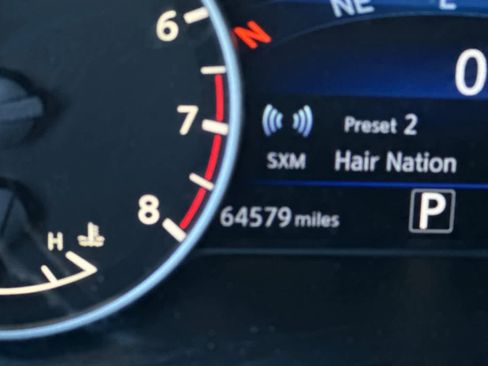 NE
N
6
0
7
Preset 2
SXM Hair Nation
8
64579 miles P
H